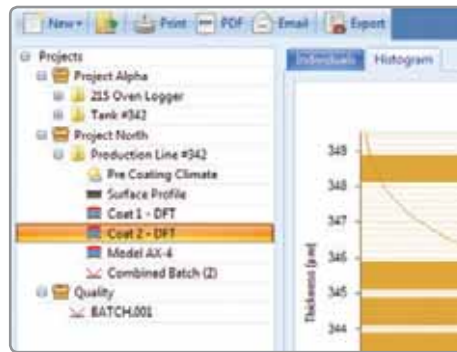 New Print PDF Email Export
Projects
Project Alpha
215 Oven Logger
Tank #342
Project North
Production Line #342
Pre Coating Climate
Surface Profile
Coat 1 - DFT
Coat 2 - DFT
Model AX-4
Combined Batch (2)
Quality
BATCH.001
Individuals Histogram
Thickness [µm]
349
348
347
346
345
344